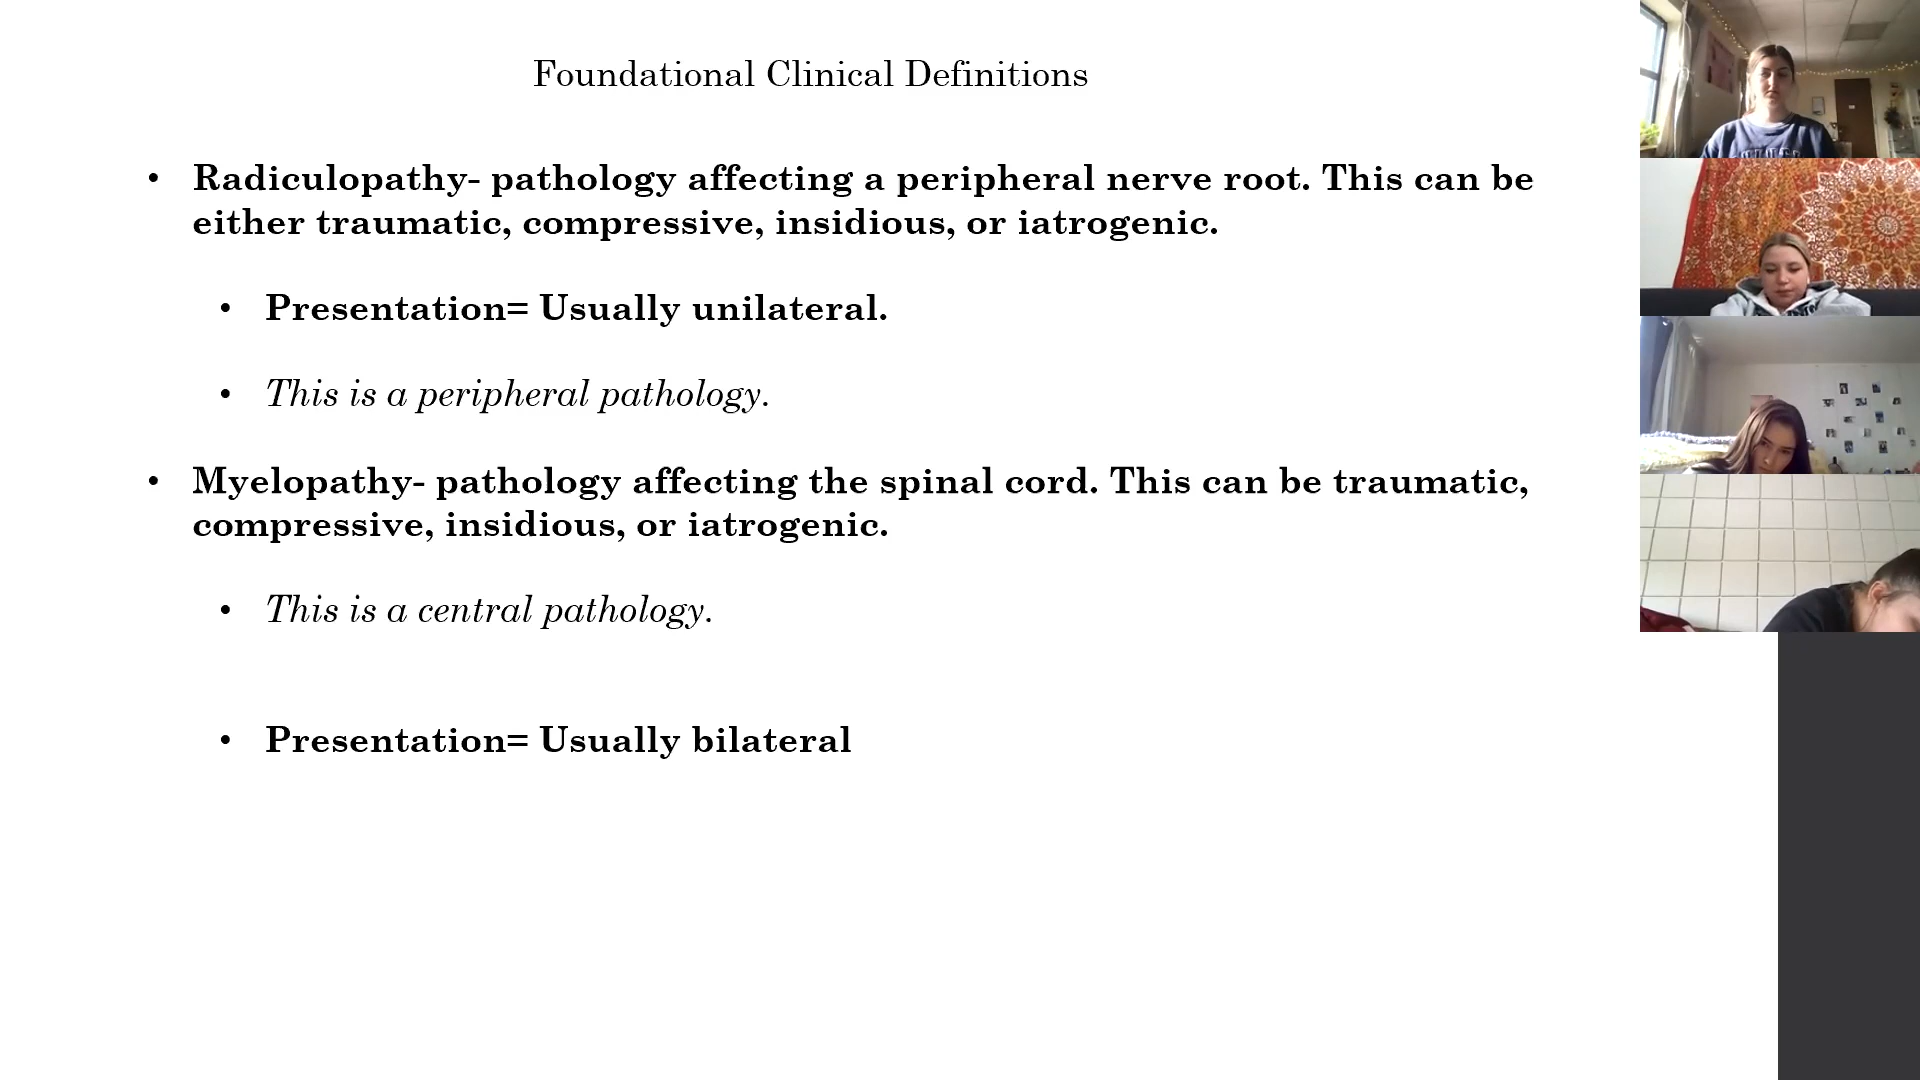 Foundational Clinical Definitions
• Radiculopathy- pathology affecting a peripheral nerve root. This can be
either traumatic, compressive, insidious, or iatrogenic.
• Presentation= Usually unilateral.
• This is a peripheral pathology.
• Myelopathy- pathology affecting the spinal cord. This can be traumatic,
compressive, insidious, or iatrogenic.
• This is a central pathology.
• Presentation= Usually bilateral